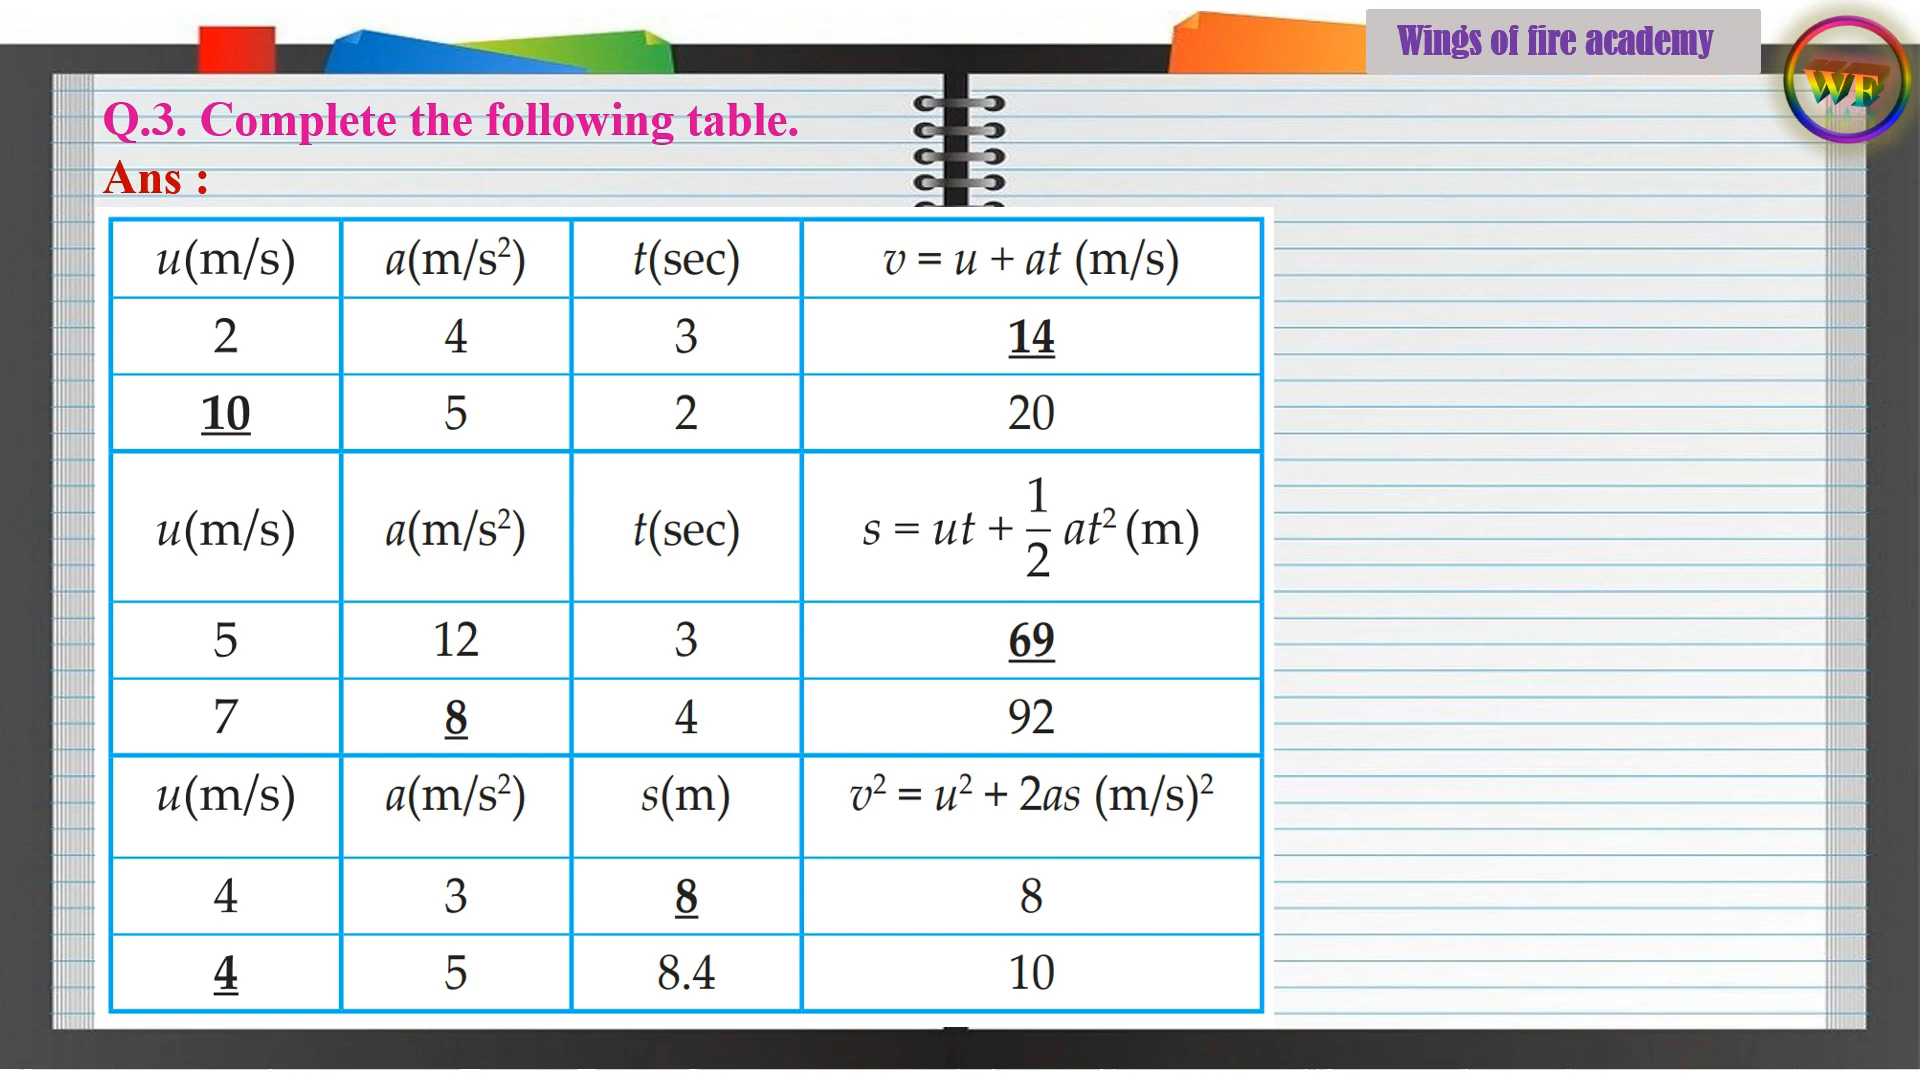 Wings of fire academy
WF
Q.3. Complete the following table.
Ans :
u(m/s) a(m/s²) t(sec) v = u + at (m/s)
2 4 3 14
10 5 2 20
u(m/s) a(m/s²) t(sec) s = ut + 1/2 at² (m)
5 12 3 69
7 8 4 92
u(m/s) a(m/s²) s(m) v² = u² + 2as (m/s)²
4 3 8 8
4 5 8.4 10